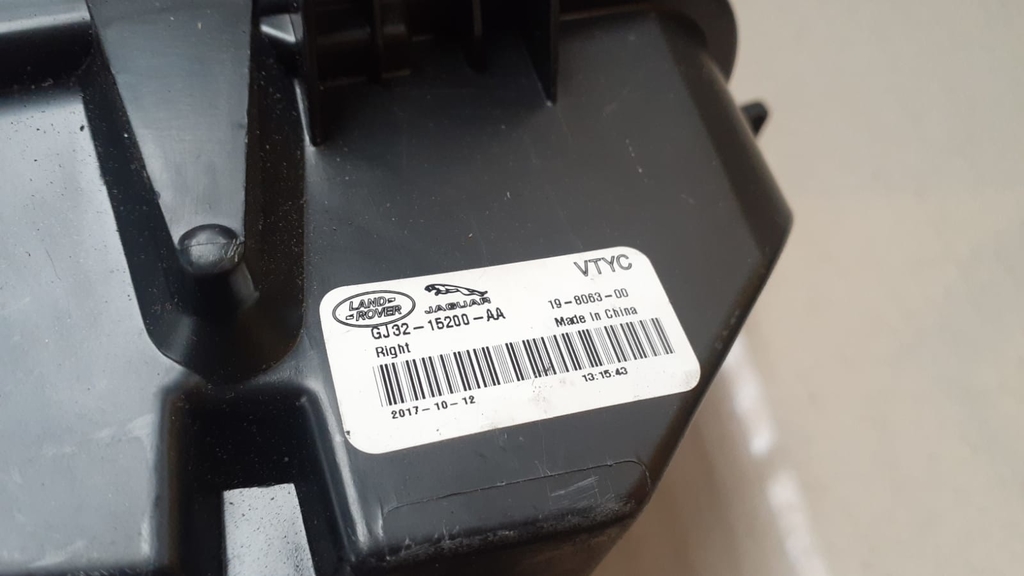 VTYC
LAND-
-ROVER
JAGUAR
19-6063-00
GJ32-15200-AA
Made in China
Right
2017-10-12
13:15:43